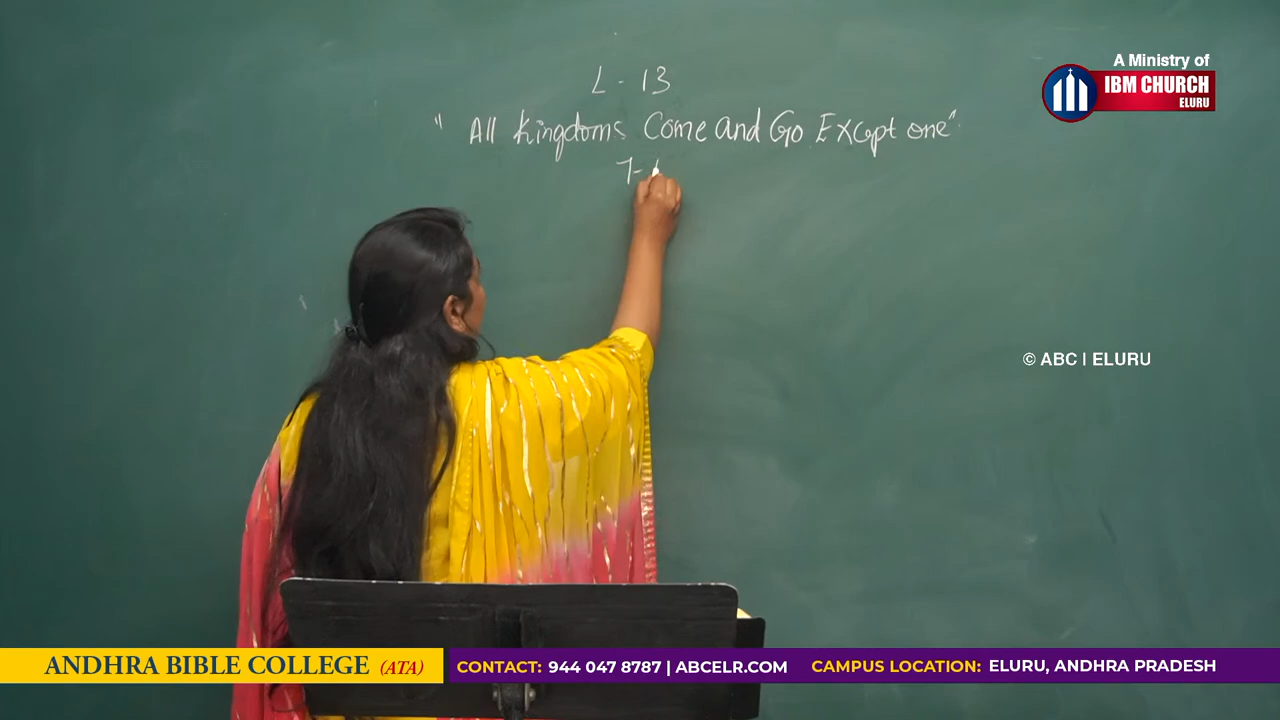 A Ministry of
IBM CHURCH
ELURU
L - 13
" All Kingdoms Come and Go Except one"
7-
© ABC | ELURU
ANDHRA BIBLE COLLEGE (ATA)
CONTACT: 944 047 8787 | ABCELR.COM
CAMPUS LOCATION: ELURU, ANDHRA PRADESH